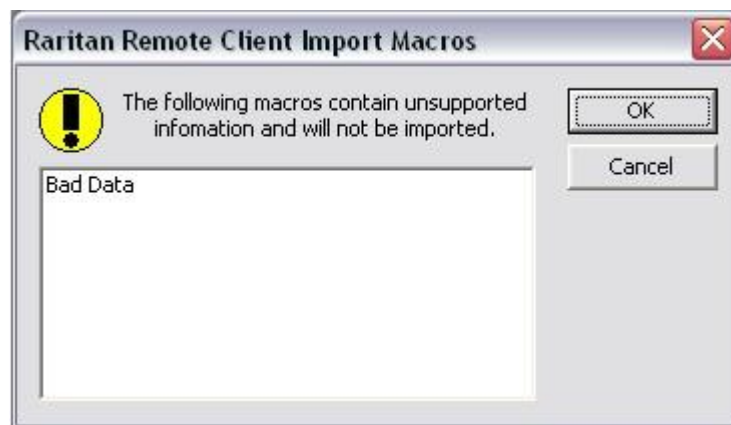 Raritan Remote Client Import Macros
The following macros contain unsupported
infomation and will not be imported.
OK
Cancel
Bad Data